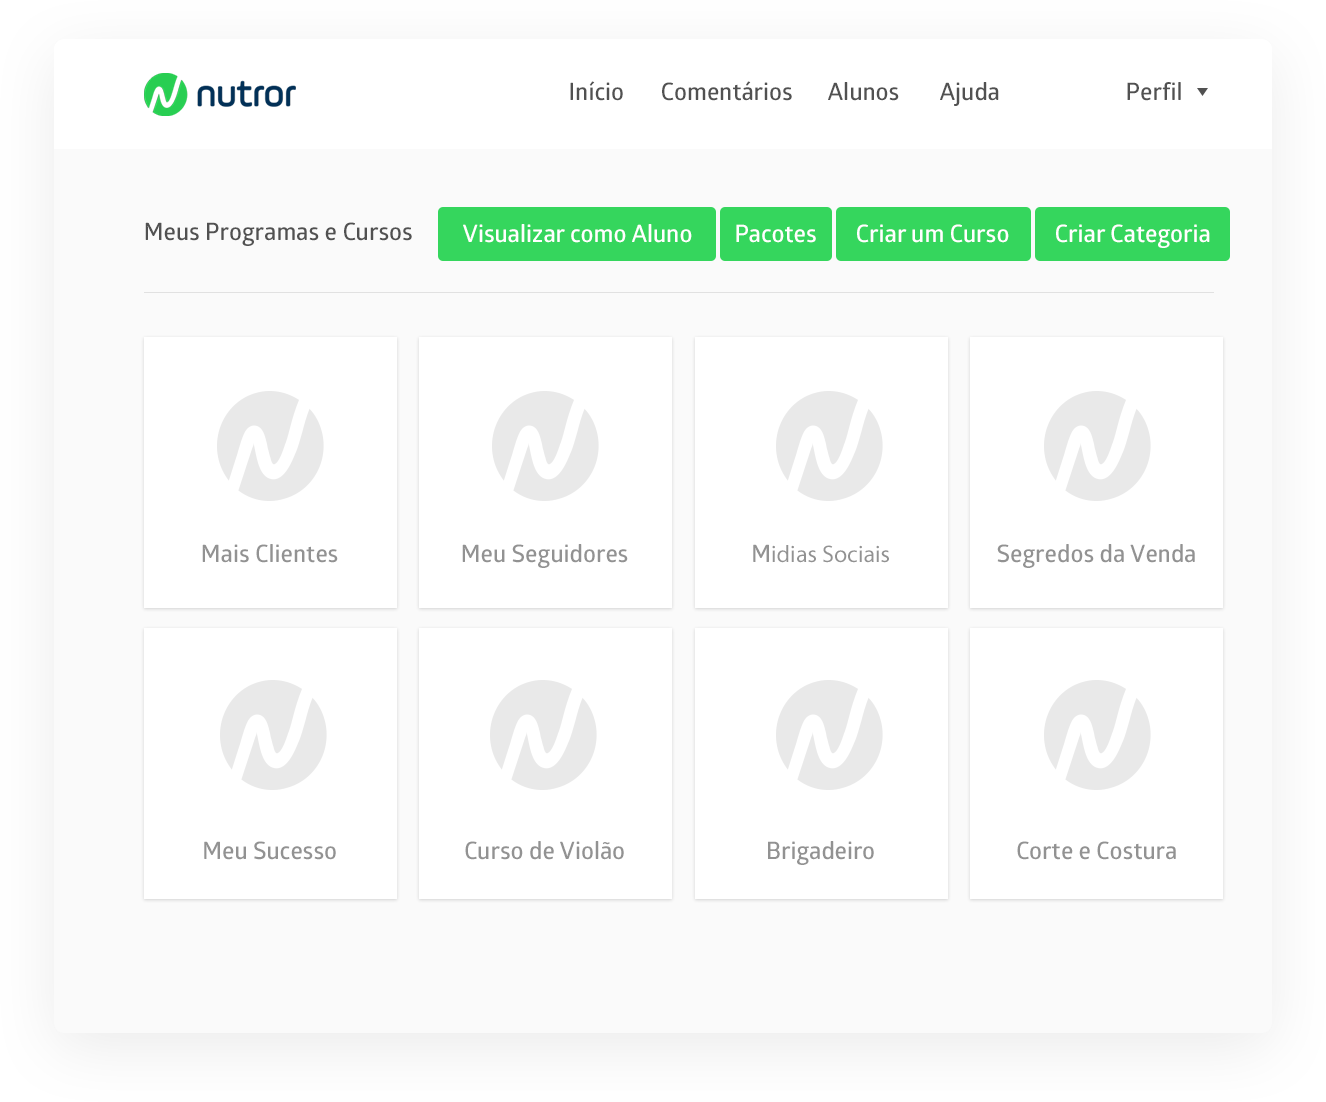 nutror Início Comentários Alunos Ajuda Perfil
Meus Programas e Cursos Visualizar como Aluno Pacotes Criar um Curso Criar Categoria
Mais Clientes Meu Seguidores Midias Sociais Segredos da Venda
Meu Sucesso Curso de Violão Brigadeiro Corte e Costura